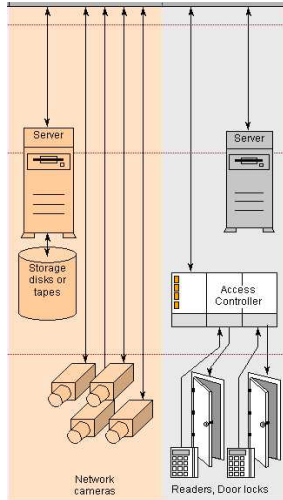 Server
Server
Storage
disks or
tapes
Access
Controller
Network
cameras
Readers, Door locks